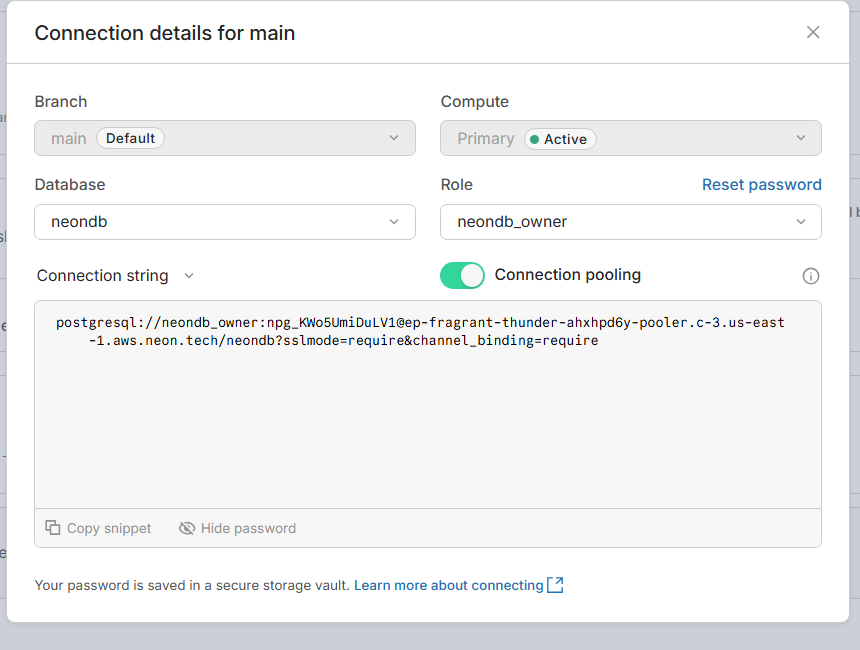 Connection details for main
Branch
Compute
main Default
Primary Active
Database
Role
Reset password
neondb
neondb_owner
Connection string
Connection pooling
postgresql://neondb_owner:npg_KWo5UmiDuLV1@ep-fragrant-thunder-ahxhpd6y-pooler.c-3.us-east
-1.aws.neon.tech/neondb?sslmode=require&channel_binding=require
Copy snippet
Hide password
Your password is saved in a secure storage vault. Learn more about connecting